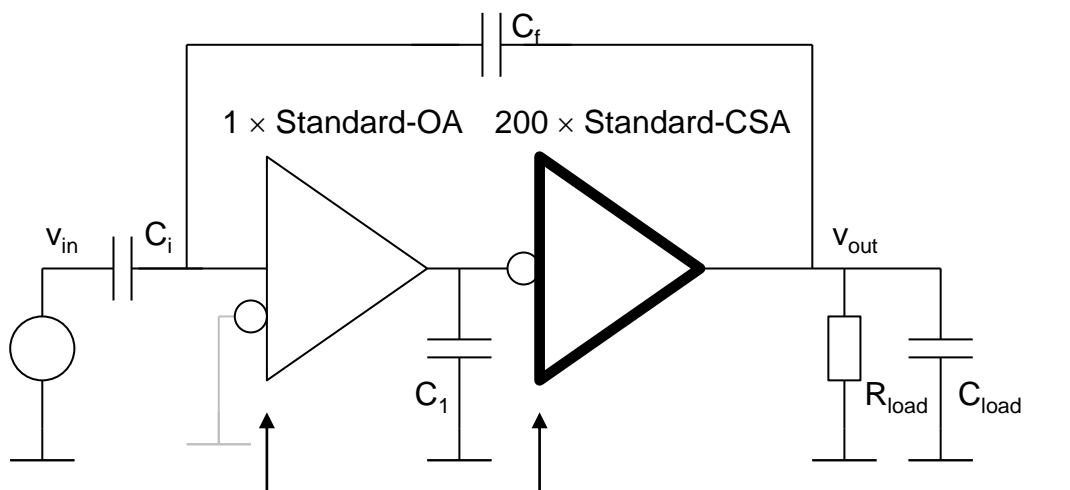 C_f
1 × Standard-OA
200 × Standard-CSA
v_in
C_i
v_out
C_1
R_load
C_load